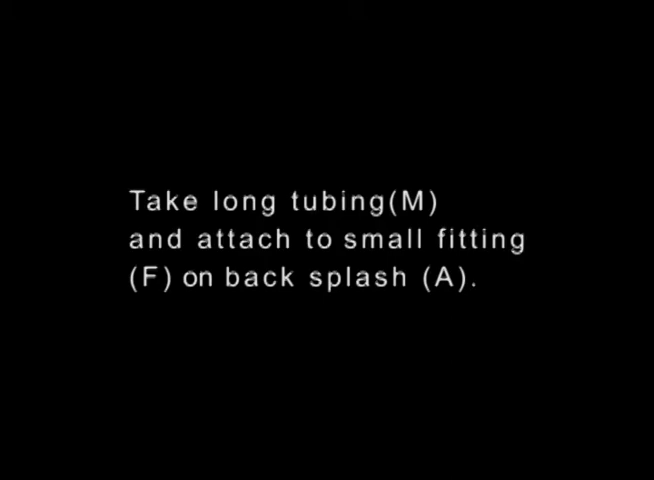 Take long tubing(M)
and attach to small fitting
(F) on back splash (A).